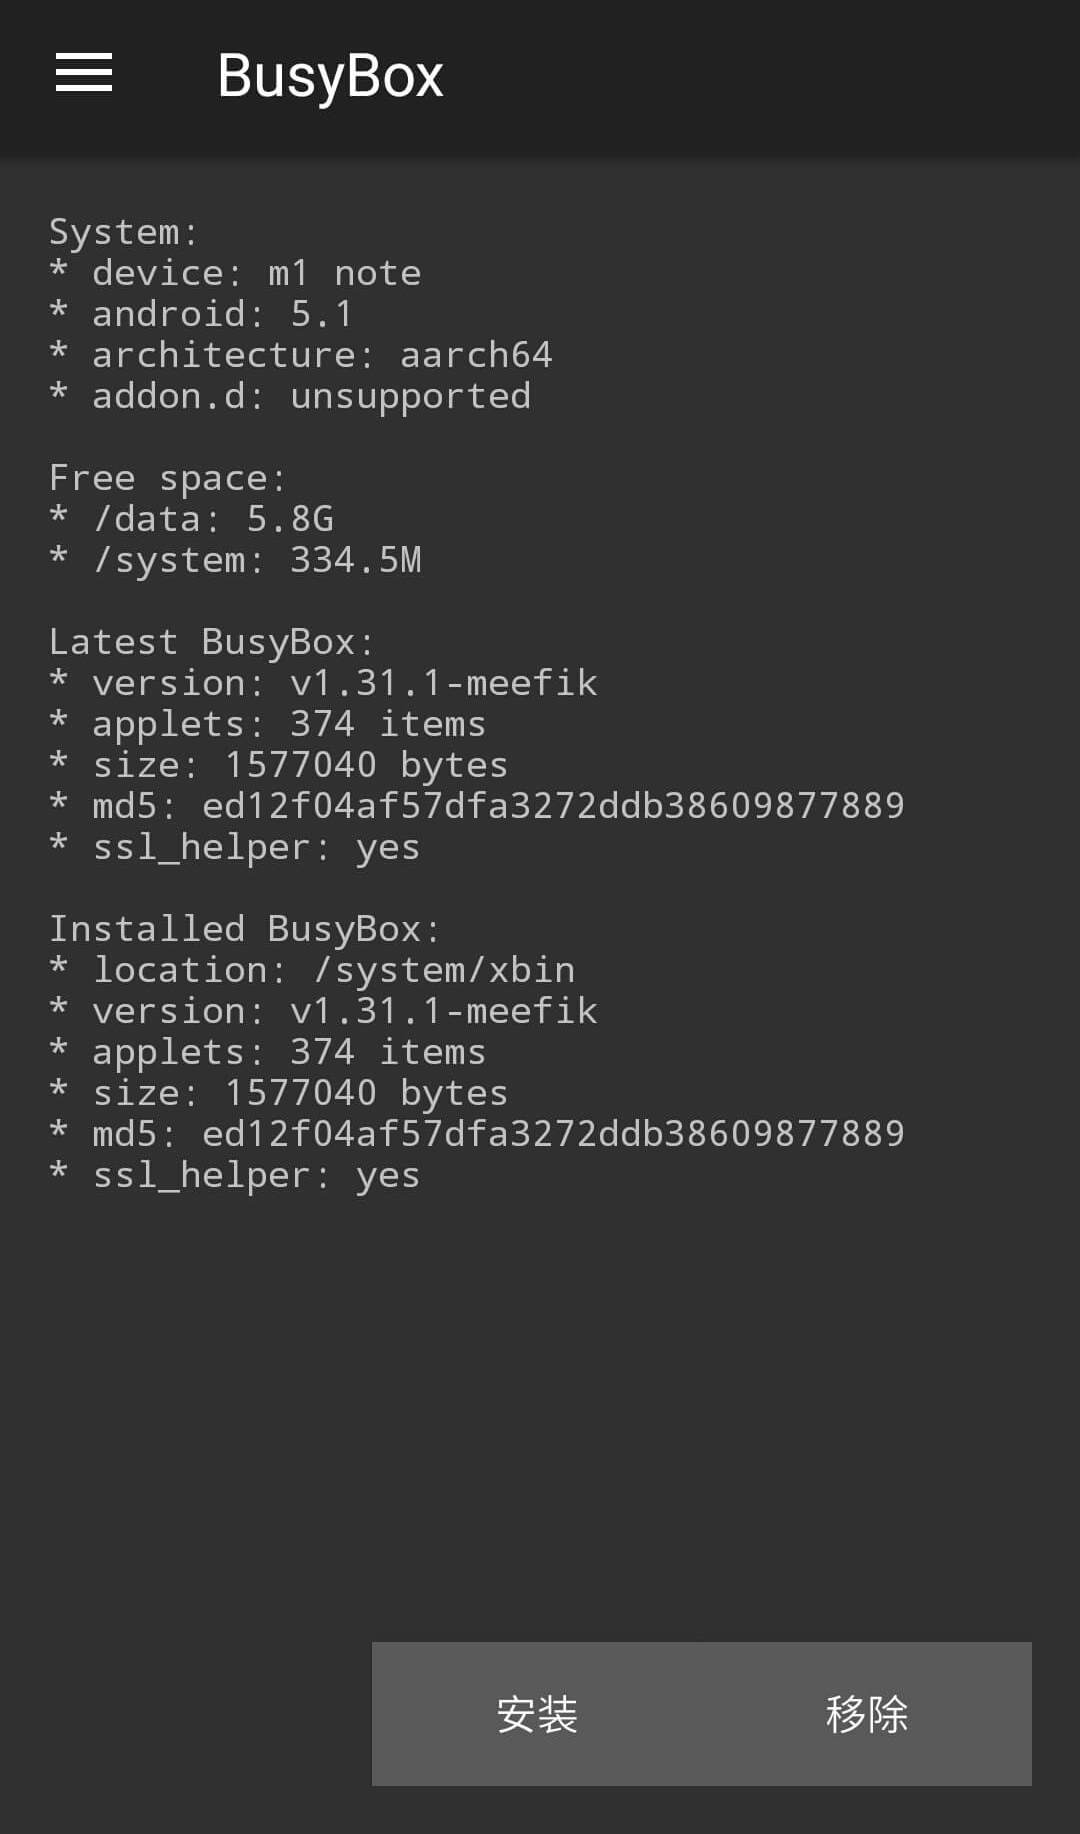 BusyBox
System:
* device: m1 note
* android: 5.1
* architecture: aarch64
* addon.d: unsupported
Free space:
* /data: 5.8G
* /system: 334.5M
Latest BusyBox:
* version: v1.31.1-meefik
* applets: 374 items
* size: 1577040 bytes
* md5: ed12f04af57dfa3272ddb38609877889
* ssl_helper: yes
Installed BusyBox:
* location: /system/xbin
* version: v1.31.1-meefik
* applets: 374 items
* size: 1577040 bytes
* md5: ed12f04af57dfa3272ddb38609877889
* ssl_helper: yes
安装 移除